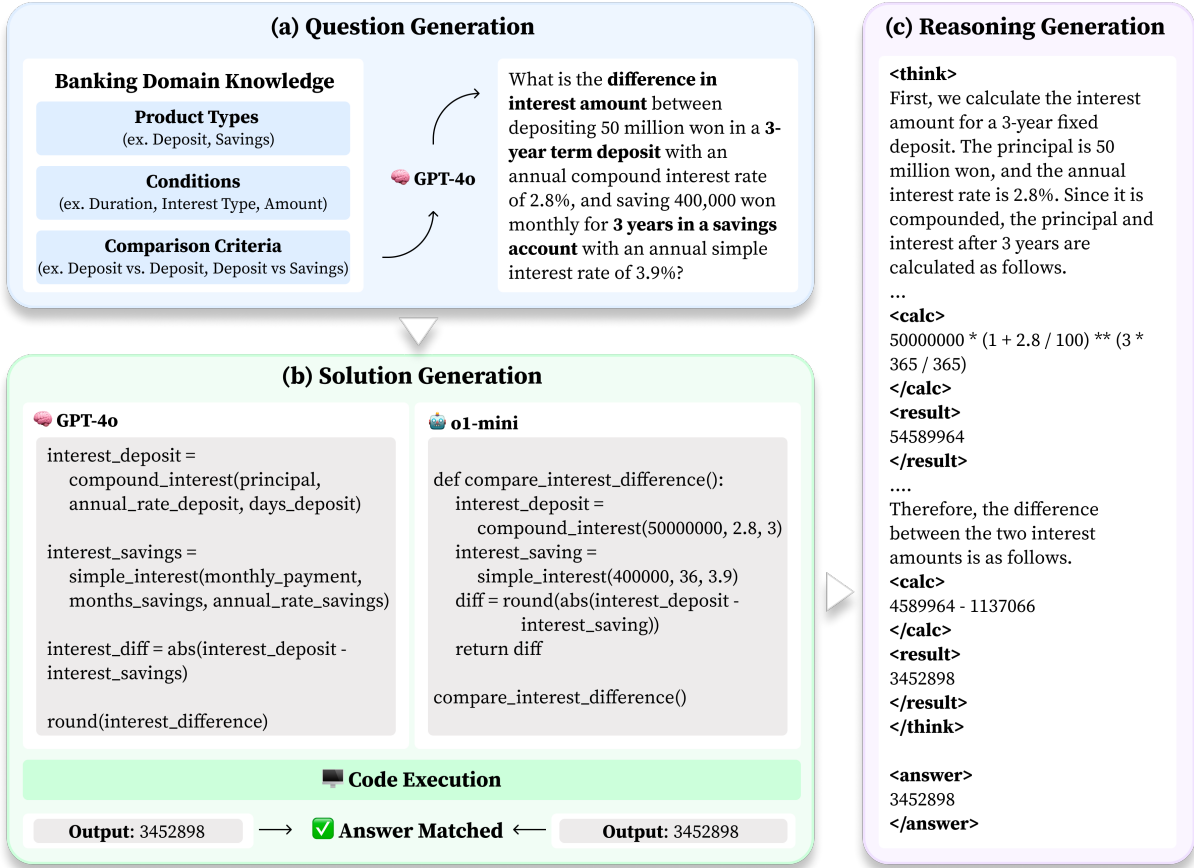 (a) Question Generation
Banking Domain Knowledge
Product Types
(ex. Deposit, Savings)
Conditions
(ex. Duration, Interest Type, Amount)
Comparison Criteria
(ex. Deposit vs. Deposit, Deposit vs Savings)
GPT-4o
What is the difference in
interest amount between
depositing 50 million won in a 3-
year term deposit with an
annual compound interest rate
of 2.8%, and saving 400,000 won
monthly for 3 years in a savings
account with an annual simple
interest rate of 3.9%?
(b) Solution Generation
GPT-4o
interest_deposit =
compound_interest(principal,
annual_rate_deposit, days_deposit)
interest_savings =
simple_interest(monthly_payment,
months_savings, annual_rate_savings)
interest_diff = abs(interest_deposit -
interest_savings)
round(interest_difference)
o1-mini
def compare_interest_difference():
interest_deposit =
compound_interest(50000000, 2.8, 3)
interest_saving =
simple_interest(400000, 36, 3.9)
diff = round(abs(interest_deposit -
interest_saving))
return diff
compare_interest_difference()
Code Execution
Output: 3452898
Answer Matched
Output: 3452898
(c) Reasoning Generation
<think>
First, we calculate the interest
amount for a 3-year fixed
deposit. The principal is 50
million won, and the annual
interest rate is 2.8%. Since it is
compounded, the principal and
interest after 3 years are
calculated as follows.
...
<calc>
50000000 * (1 + 2.8 / 100) ** (3 *
365 / 365)
</calc>
<result>
54589964
</result>
....
Therefore, the difference
between the two interest
amounts is as follows.
<calc>
4589964 - 1137066
</calc>
<result>
3452898
</result>
</think>
<answer>
3452898
</answer>